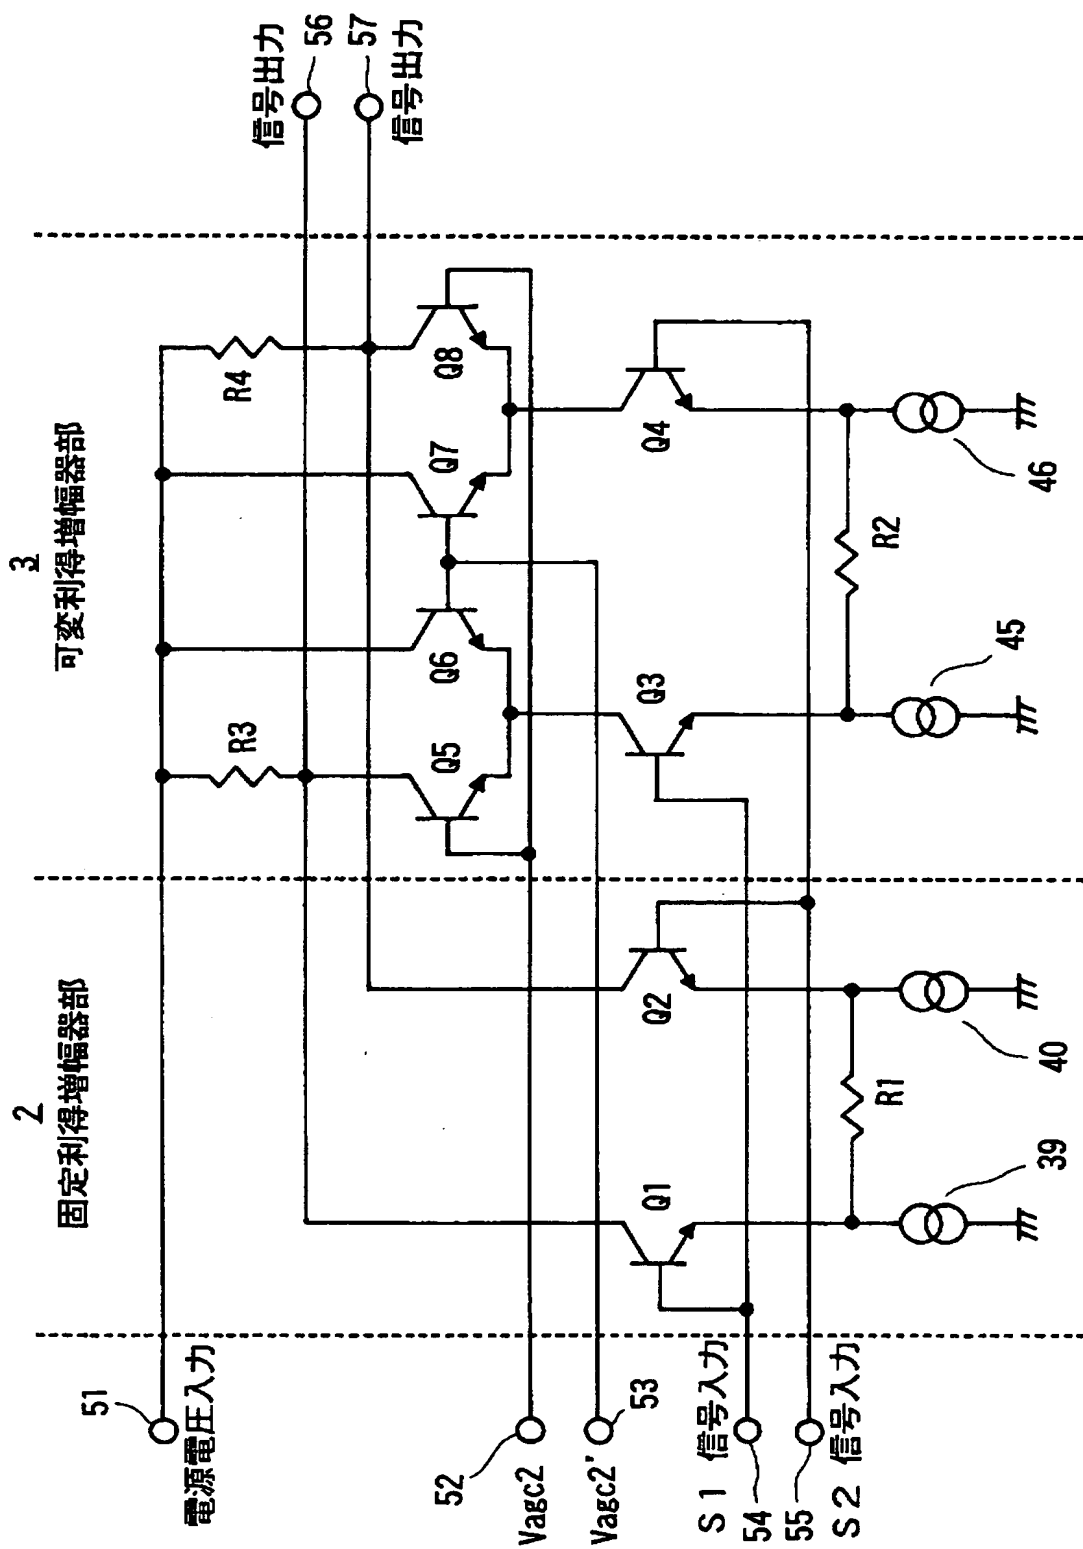 2
固定利得増幅器部
3
可変利得増幅器部
51
電源電圧入力
信号出力
56
57
信号出力
R3
R4
Q5
Q6
Q7
Q8
52
Vagc2
53
Vagc2'
Q1
Q2
Q3
Q4
S1 信号入力
54
55
S2 信号入力
R1
R2
39
40
45
46